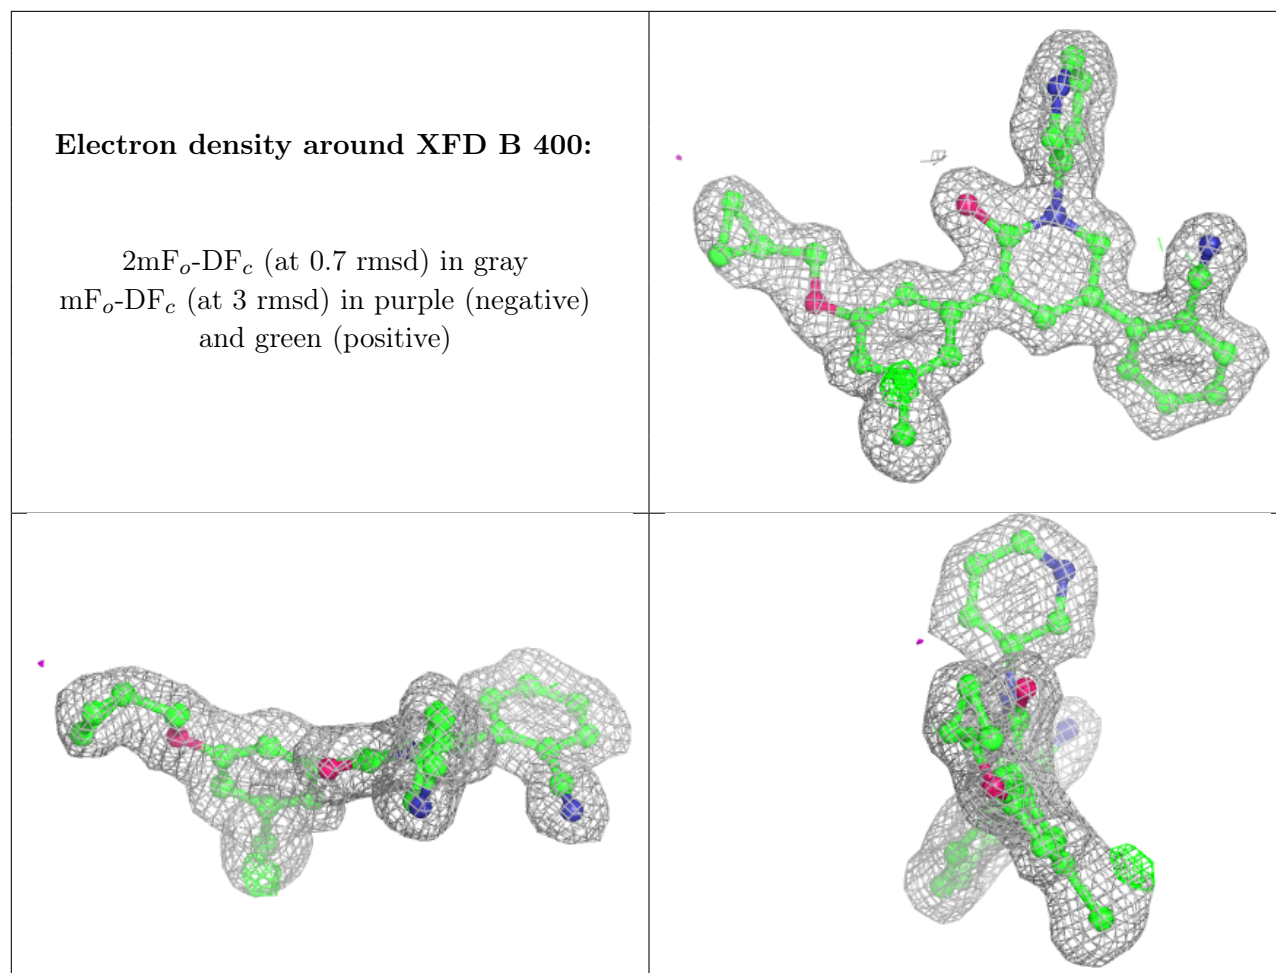 Electron density around XFD B 400:
2mFₒ-DF𝒸 (at 0.7 rmsd) in gray
mFₒ-DF𝒸 (at 3 rmsd) in purple (negative)
and green (positive)